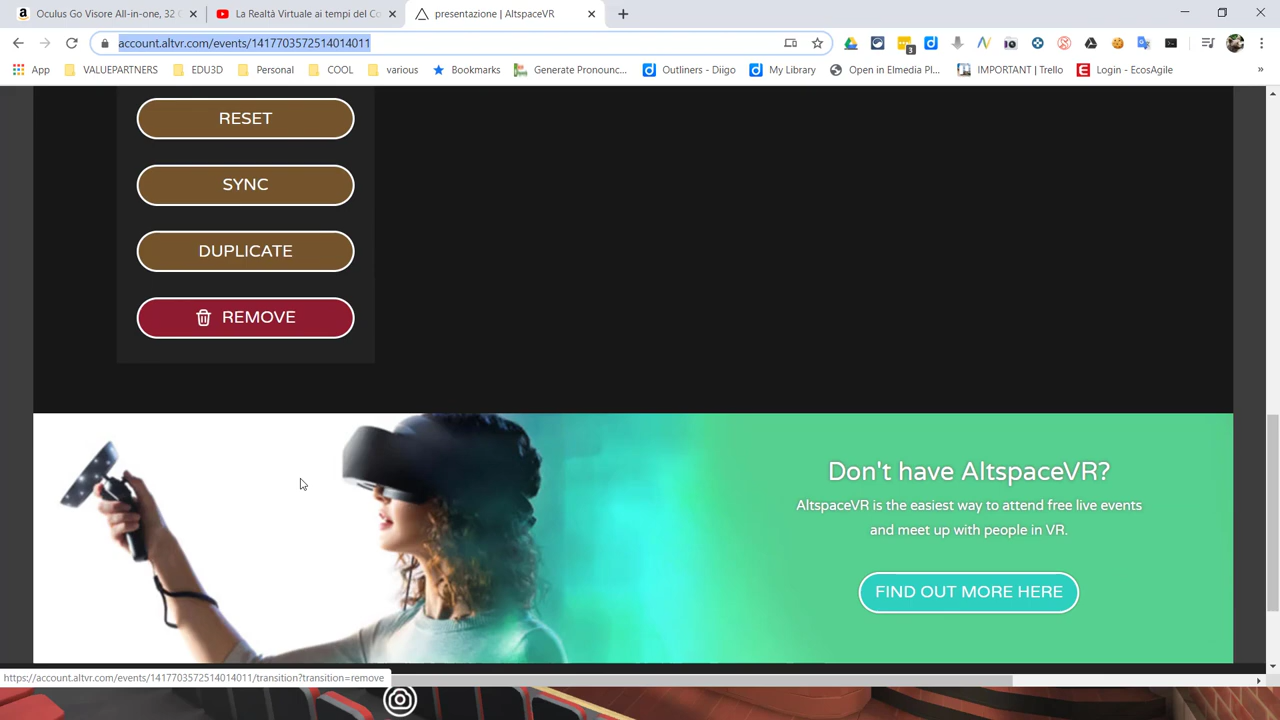 Oculus Go Visore All-in-one, 32 G
La Realtà Virtuale ai tempi del Co
presentazione | AltspaceVR
account.altvr.com/events/1417703572514014011
3
App
VALUEPARTNERS
EDU3D
Personal
COOL
various
Bookmarks
Generate Pronounc...
Outliners - Diigo
My Library
Open in Elmedia Pl...
IMPORTANT | Trello
Login - EcosAgile
»
RESET
SYNC
DUPLICATE
REMOVE
Don't have AltspaceVR?
AltspaceVR is the easiest way to attend free live events
and meet up with people in VR.
FIND OUT MORE HERE
https://account.altvr.com/events/1417703572514014011/transition?transition=remove